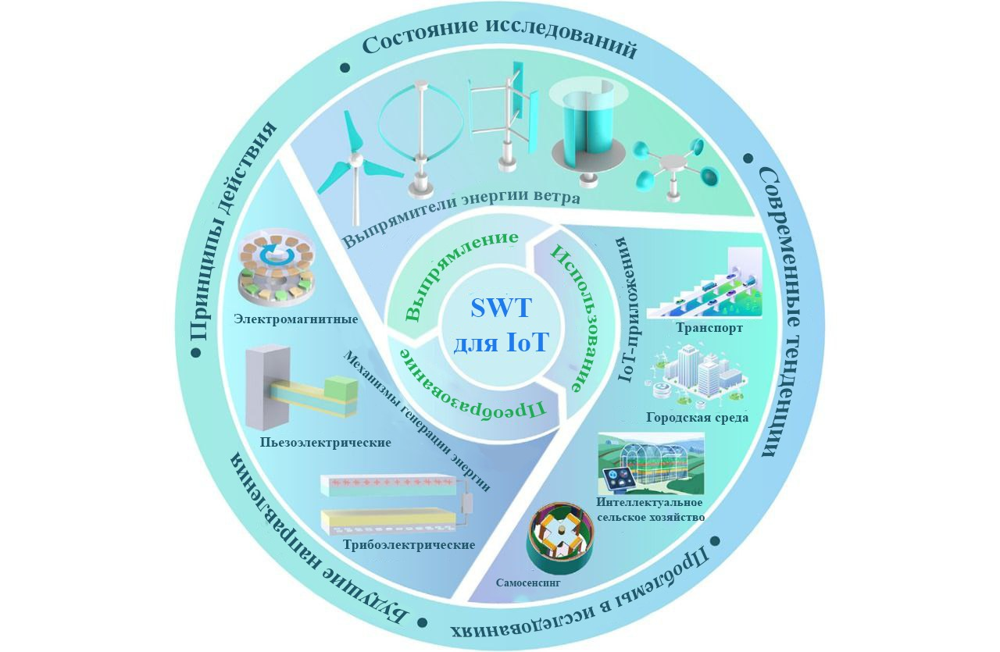 Состояние исследований
Современные тенденции
Проблемы в исследованиях
Будущие направления
Принципы действия
Выпрямители энергии ветра
Выпрямление
Использование
Преобразование
SWT
для IoT
IoT-приложения
Транспорт
Городская среда
Интеллектуальное
сельское хозяйство
Самосенсинг
Механизмы генерации энергии
Электромагнитные
Пьезоэлектрические
Трибоэлектрические